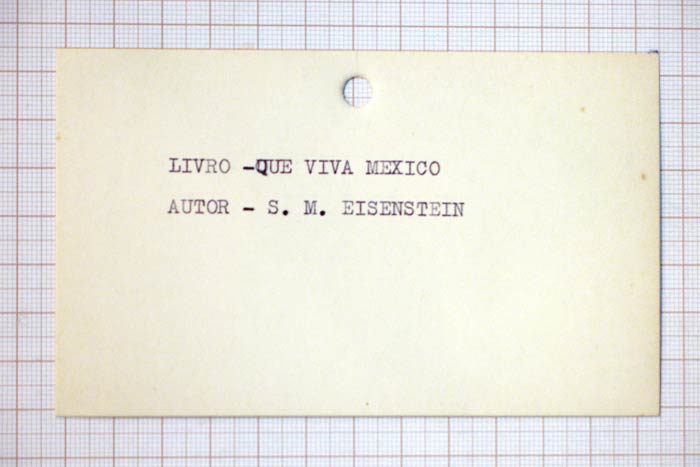 LIVRO -QUE VIVA MEXICO
AUTOR - S. M. EISENSTEIN